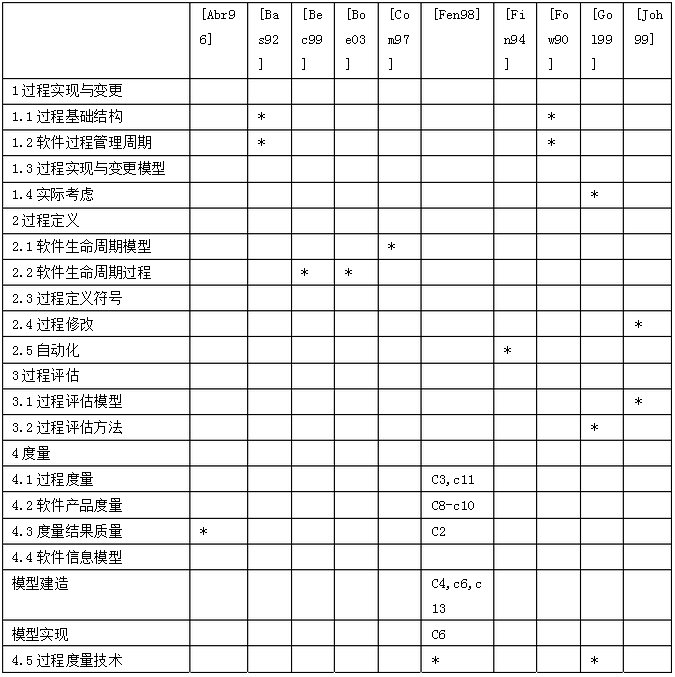 [Abr96] [Bas92] [Bec99] [Boe03] [Com97] [Fen98] [Fin94] [Fow90] [Gol99] [Joh99]
1过程实现与变更
1.1过程基础结构 * *
1.2软件过程管理周期 * *
1.3过程实现与变更模型
1.4实际考虑 *
2过程定义
2.1软件生命周期模型 *
2.2软件生命周期过程 * *
2.3过程定义符号
2.4过程修改 *
2.5自动化 *
3过程评估
3.1过程评估模型 *
3.2过程评估方法 *
4度量
4.1过程度量 C3,c11
4.2软件产品度量 C8-c10
4.3度量结果质量 * C2
4.4软件信息模型
模型建造 C4,c6,c13
模型实现 C6
4.5过程度量技术 * *